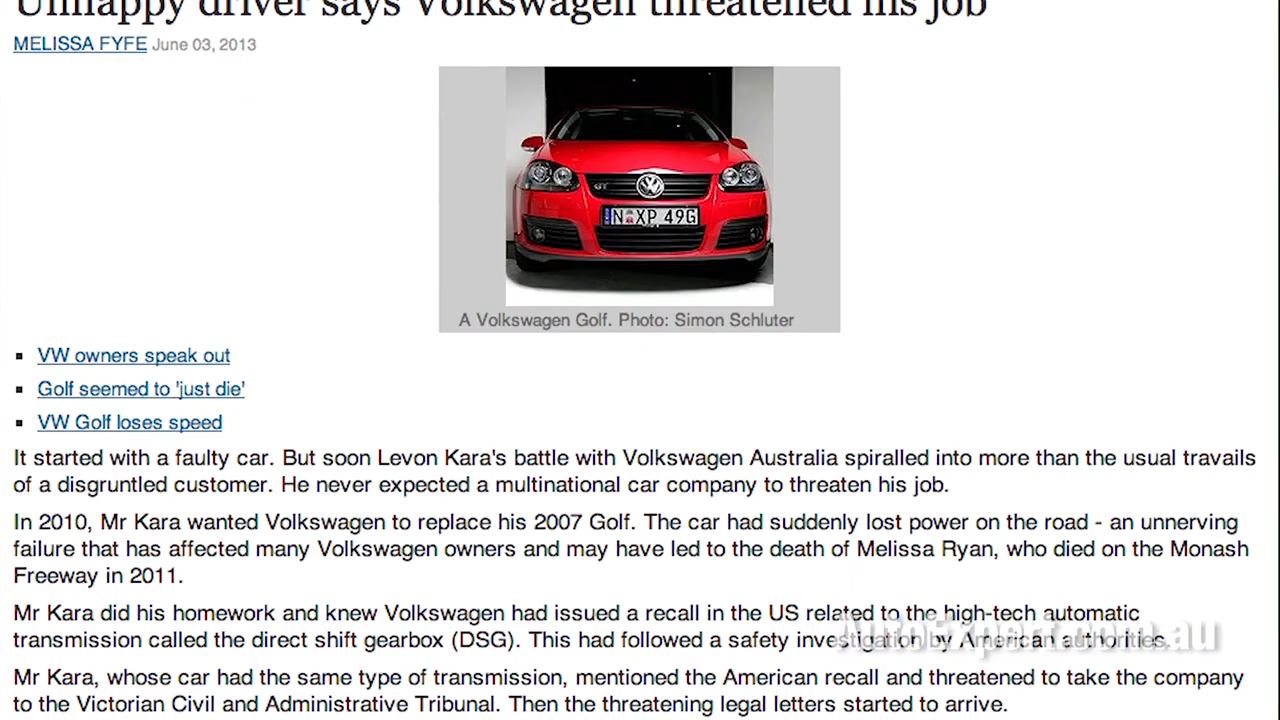 Unhappy driver says Volkswagen threatened his job
MELISSA FYFE June 03, 2013
GT
NXP 49G
A Volkswagen Golf. Photo: Simon Schluter
VW owners speak out
Golf seemed to 'just die'
VW Golf loses speed
It started with a faulty car. But soon Levon Kara's battle with Volkswagen Australia spiralled into more than the usual travails
of a disgruntled customer. He never expected a multinational car company to threaten his job.
In 2010, Mr Kara wanted Volkswagen to replace his 2007 Golf. The car had suddenly lost power on the road - an unnerving
failure that has affected many Volkswagen owners and may have led to the death of Melissa Ryan, who died on the Monash
Freeway in 2011.
Mr Kara did his homework and knew Volkswagen had issued a recall in the US related to the high-tech automatic
transmission called the direct shift gearbox (DSG). This had followed a safety investigation by American authorities.
AutoExpert.com.au
Mr Kara, whose car had the same type of transmission, mentioned the American recall and threatened to take the company
to the Victorian Civil and Administrative Tribunal. Then the threatening legal letters started to arrive.